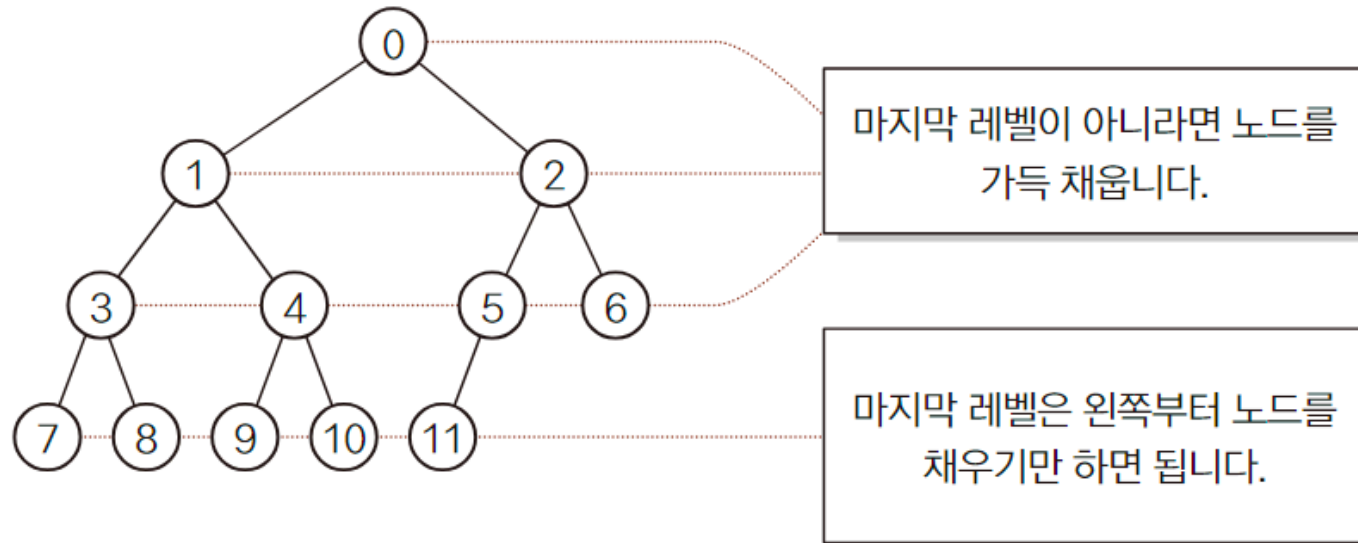 0
마지막 레벨이 아니라면 노드를
가득 채웁니다.
1 2
3 4 5 6
마지막 레벨은 왼쪽부터 노드를
채우기만 하면 됩니다.
7 8 9 10 11